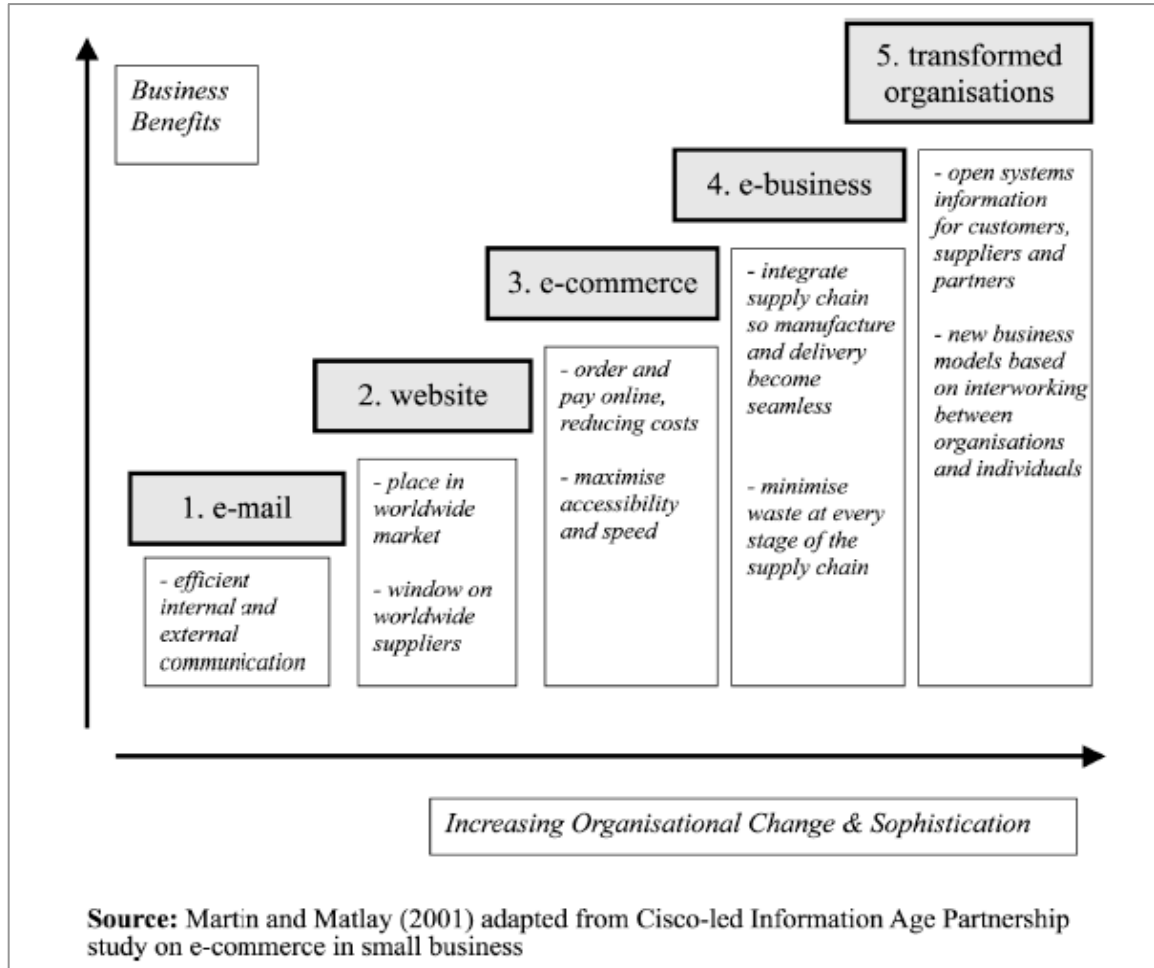 Business
Benefits
5. transformed
organisations
- open systems
information
for customers,
suppliers and
partners
- new business
models based
on interworking
between
organisations
and individuals
4. e-business
- integrate
supply chain
so manufacture
and delivery
become
seamless
- minimise
waste at every
stage of the
supply chain
3. e-commerce
- order and
pay online,
reducing costs
- maximise
accessibility
and speed
2. website
- place in
worldwide
market
- window on
worldwide
suppliers
1. e-mail
- efficient
internal and
external
communication
Increasing Organisational Change & Sophistication
Source: Martin and Matlay (2001) adapted from Cisco-led Information Age Partnership
study on e-commerce in small business